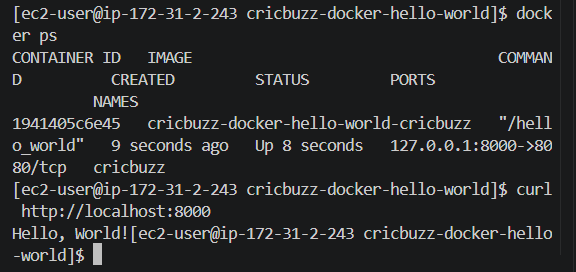 [ec2-user@ip-172-31-2-243 cricbuzz-docker-hello-world]$ dock
er ps
CONTAINER ID   IMAGE                                  COMMAN
D           CREATED         STATUS         PORTS
         NAMES
1941405c6e45   cricbuzz-docker-hello-world-cricbuzz   "/hell
o_world"   9 seconds ago   Up 8 seconds   127.0.0.1:8000->80
80/tcp   cricbuzz
[ec2-user@ip-172-31-2-243 cricbuzz-docker-hello-world]$ curl
 http://localhost:8000
Hello, World![ec2-user@ip-172-31-2-243 cricbuzz-docker-hello
-world]$